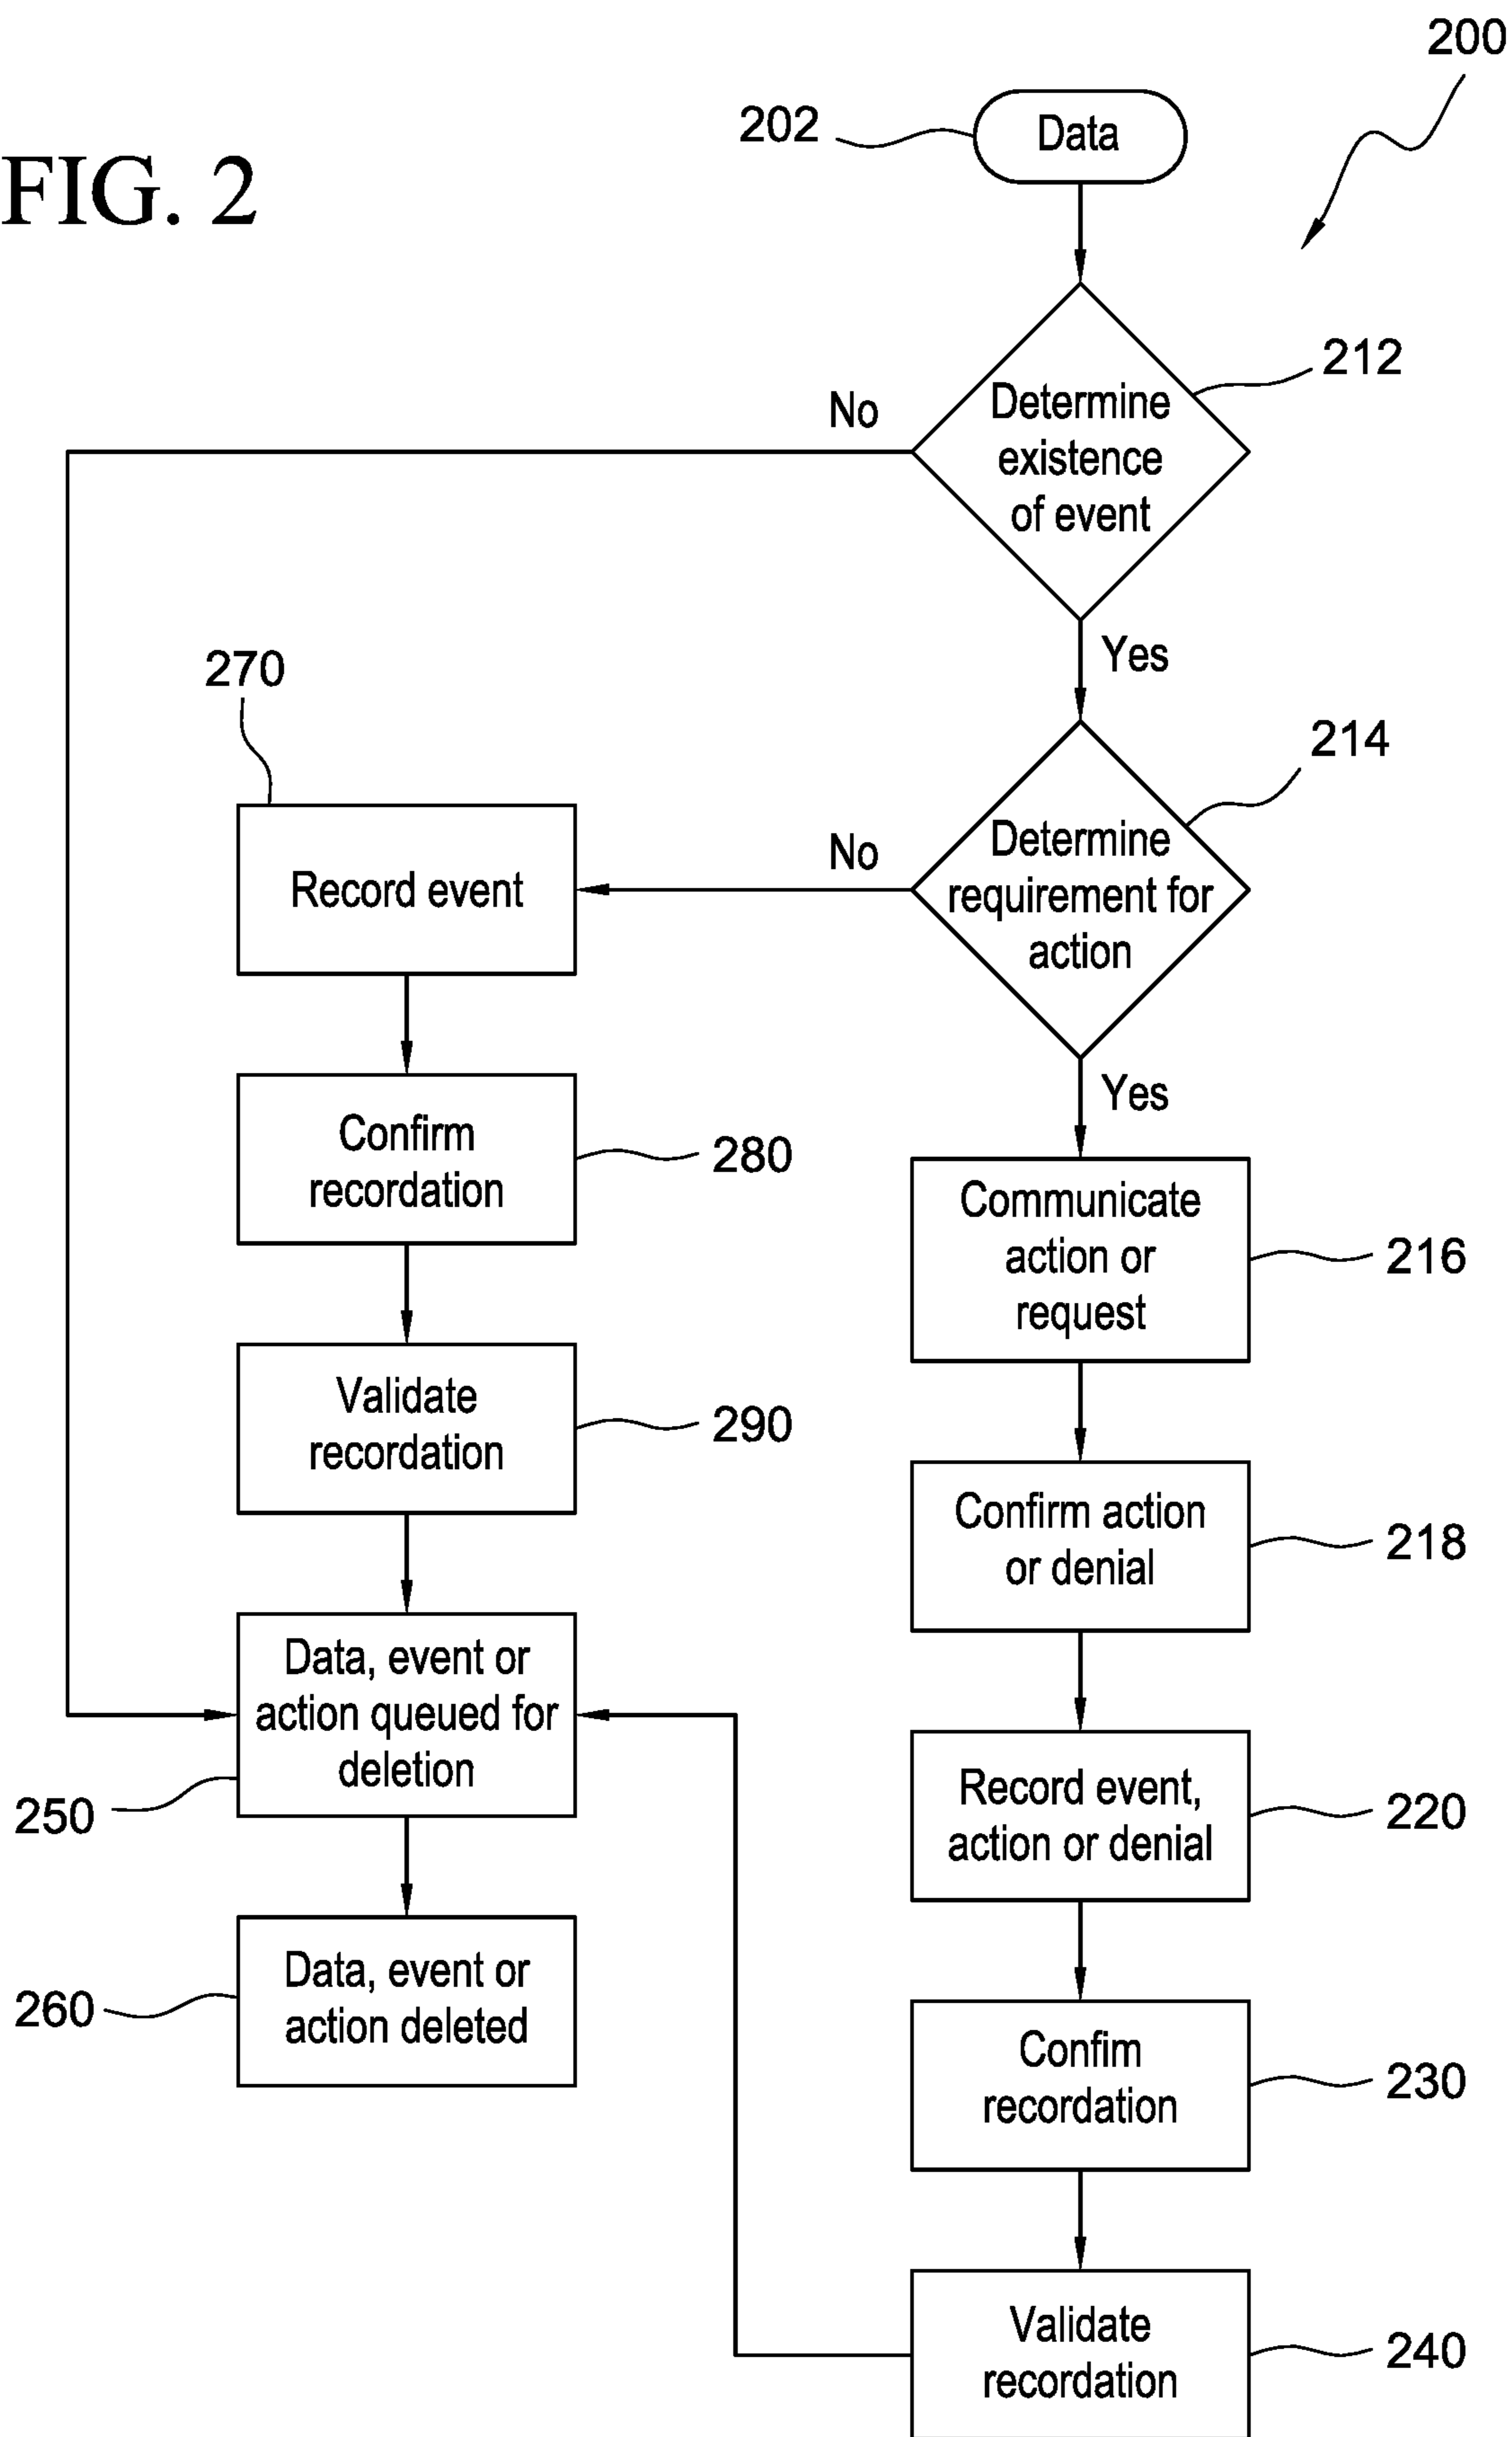 200
202
Data
FIG. 2
212
No
Determine
existence
of event
Yes
270
214
Record event
No
Determine
requirement for
action
Yes
Confirm
recordation
280
Communicate
action or
request
216
Validate
recordation
290
Confirm action
or denial
218
Data, event or
action queued for
deletion
250
Record event,
action or denial
220
Data, event or
action deleted
260
Confim
recordation
230
Validate
recordation
240